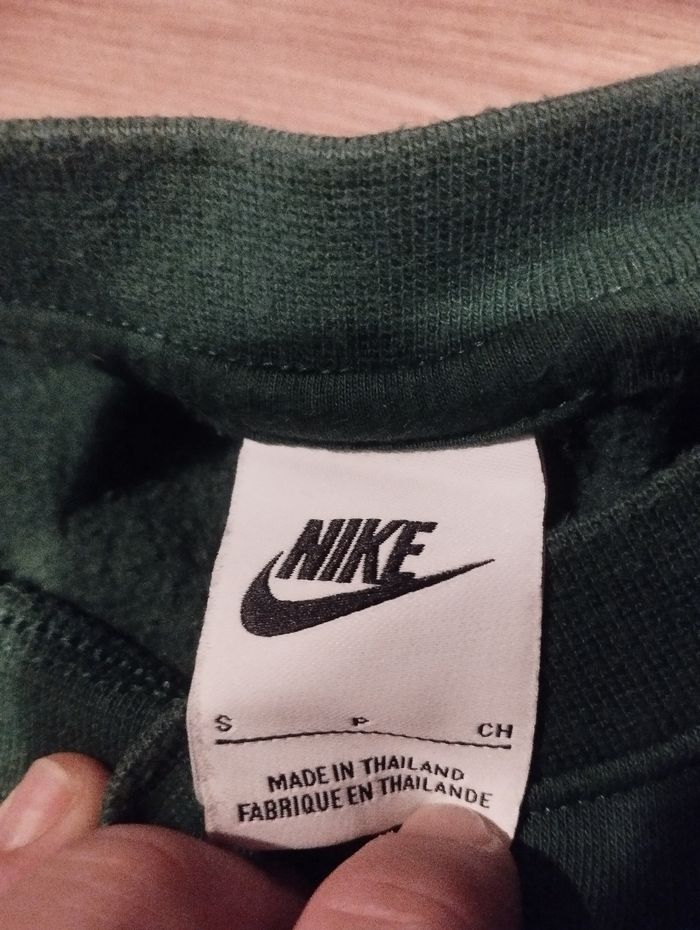 NIKE
S P CH
MADE IN THAILAND
FABRIQUE EN THAILANDE